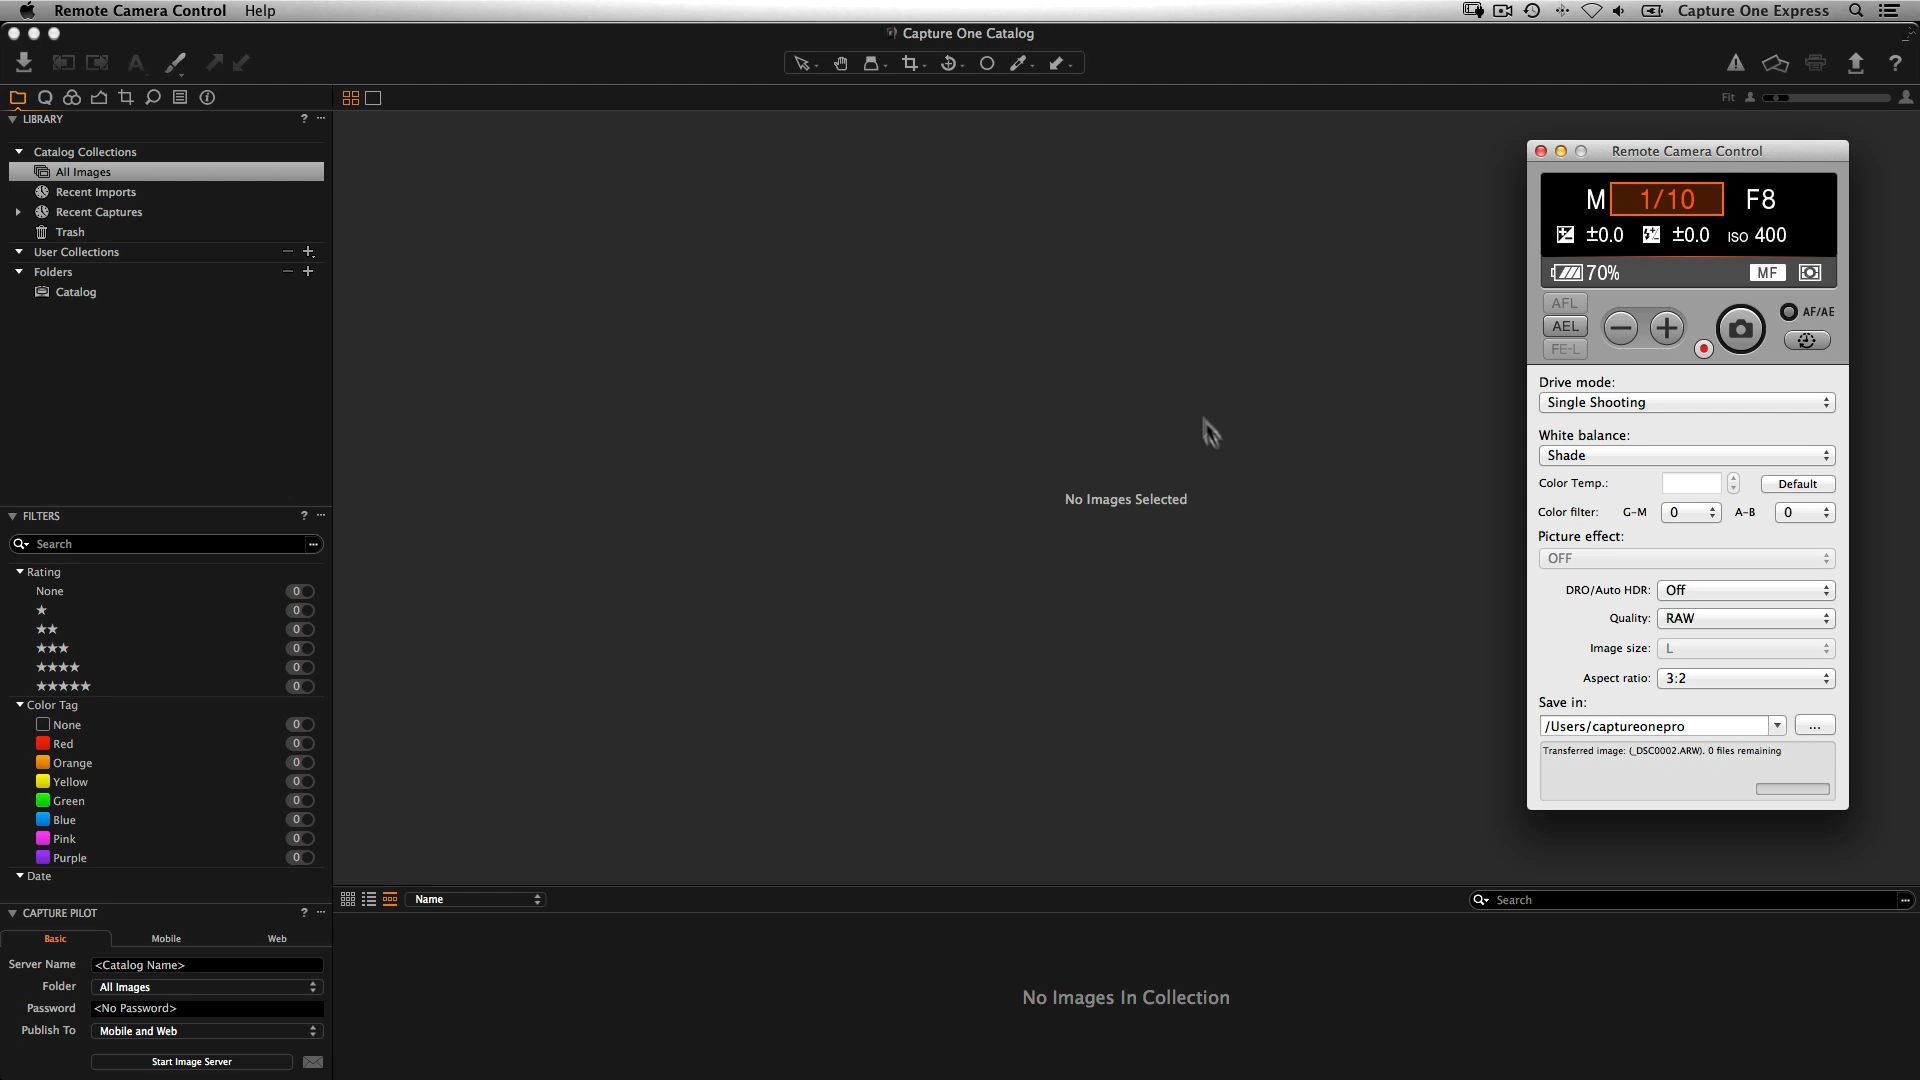 Remote Camera Control Help
Capture One Express
Capture One Catalog
Fit
LIBRARY
Catalog Collections
All Images
Recent Imports
Recent Captures
Trash
User Collections
Folders
Catalog
FILTERS
Search
Rating
None 0
★ 0
★★ 0
★★★ 0
★★★★ 0
★★★★★ 0
Color Tag
None 0
Red 0
Orange 0
Yellow 0
Green 0
Blue 0
Pink 0
Purple 0
Date
CAPTURE PILOT
Basic Mobile Web
Server Name <Catalog Name>
Folder All Images
Password <No Password>
Publish To Mobile and Web
Start Image Server
No Images Selected
Name
Search
No Images In Collection
Remote Camera Control
M 1/10 F8
±0.0 ±0.0 ISO 400
70% MF
AFL
AEL
FE-L
AF/AE
Drive mode:
Single Shooting
White balance:
Shade
Color Temp.: Default
Color filter: G-M 0 A-B 0
Picture effect:
OFF
DRO/Auto HDR: Off
Quality: RAW
Image size: L
Aspect ratio: 3:2
Save in:
/Users/captureonepro ...
Transferred image: (_DSC0002.ARW). 0 files remaining